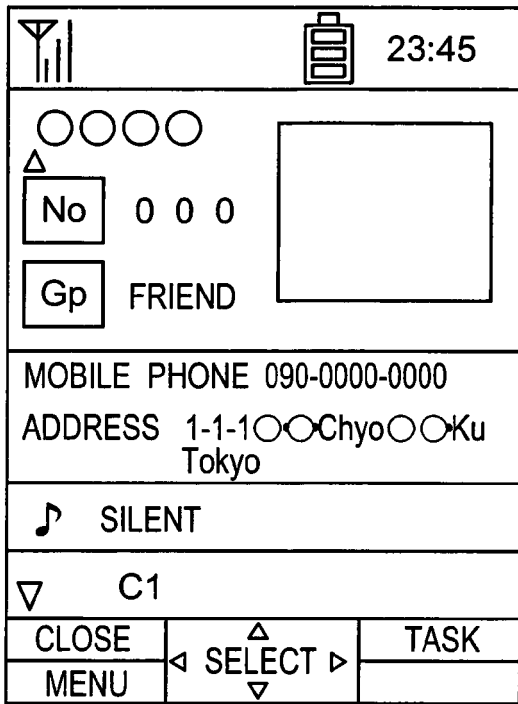 23:45
○○○○
No 0 0 0
Gp FRIEND
MOBILE PHONE 090-0000-0000
ADDRESS 1-1-1○○Chyo○○Ku
Tokyo
♪ SILENT
C1
CLOSE
SELECT
TASK
MENU